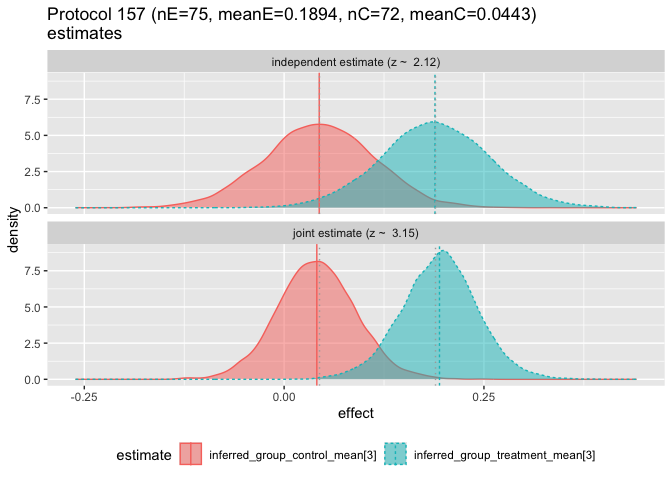 Protocol 157 (nE=75, meanE=0.1894, nC=72, meanC=0.0443)
estimates
independent estimate (z ~  2.12)
7.5
5.0
2.5
0.0
joint estimate (z ~  3.15)
7.5
5.0
2.5
0.0
density
-0.25
0.00
0.25
effect
estimate
inferred_group_control_mean[3]
inferred_group_treatment_mean[3]